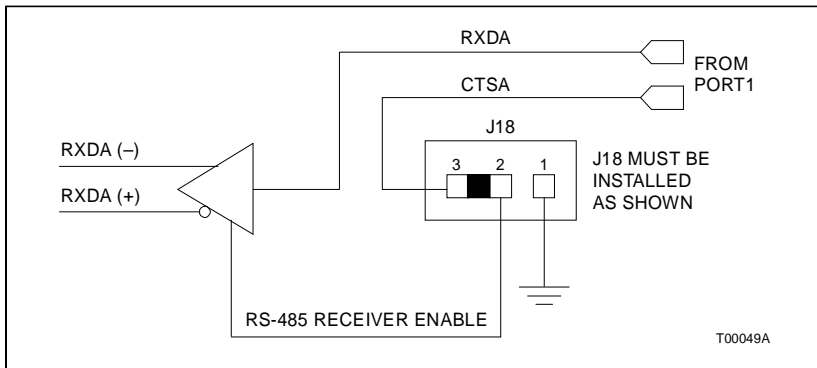 RXDA
FROM
PORT1
CTSA
J18
3 2 1
J18 MUST BE
INSTALLED
AS SHOWN
RXDA (–)
RXDA (+)
RS-485 RECEIVER ENABLE
T00049A